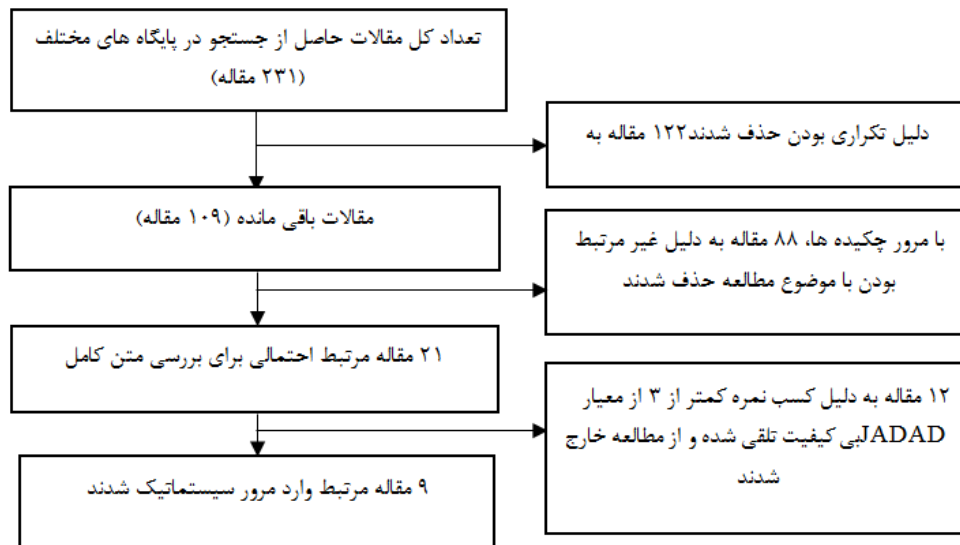 تعداد کل مقالات حاصل از جستجو در پایگاه های مختلف
(۲۳۱ مقاله)
دلیل تکراری بودن حذف شدند۱۲۲ مقاله به
مقالات باقی مانده (۱۰۹ مقاله)
با مرور چکیده ها، ۸۸ مقاله به دلیل غیر مرتبط
بودن با موضوع مطالعه حذف شدند
۲۱ مقاله مرتبط احتمالی برای بررسی متن کامل
۱۲ مقاله به دلیل کسب نمره کمتر از ۳ از معیار
JADADبی کیفیت تلقی شده و از مطالعه خارج
شدند
۹ مقاله مرتبط وارد مرور سیستماتیک شدند